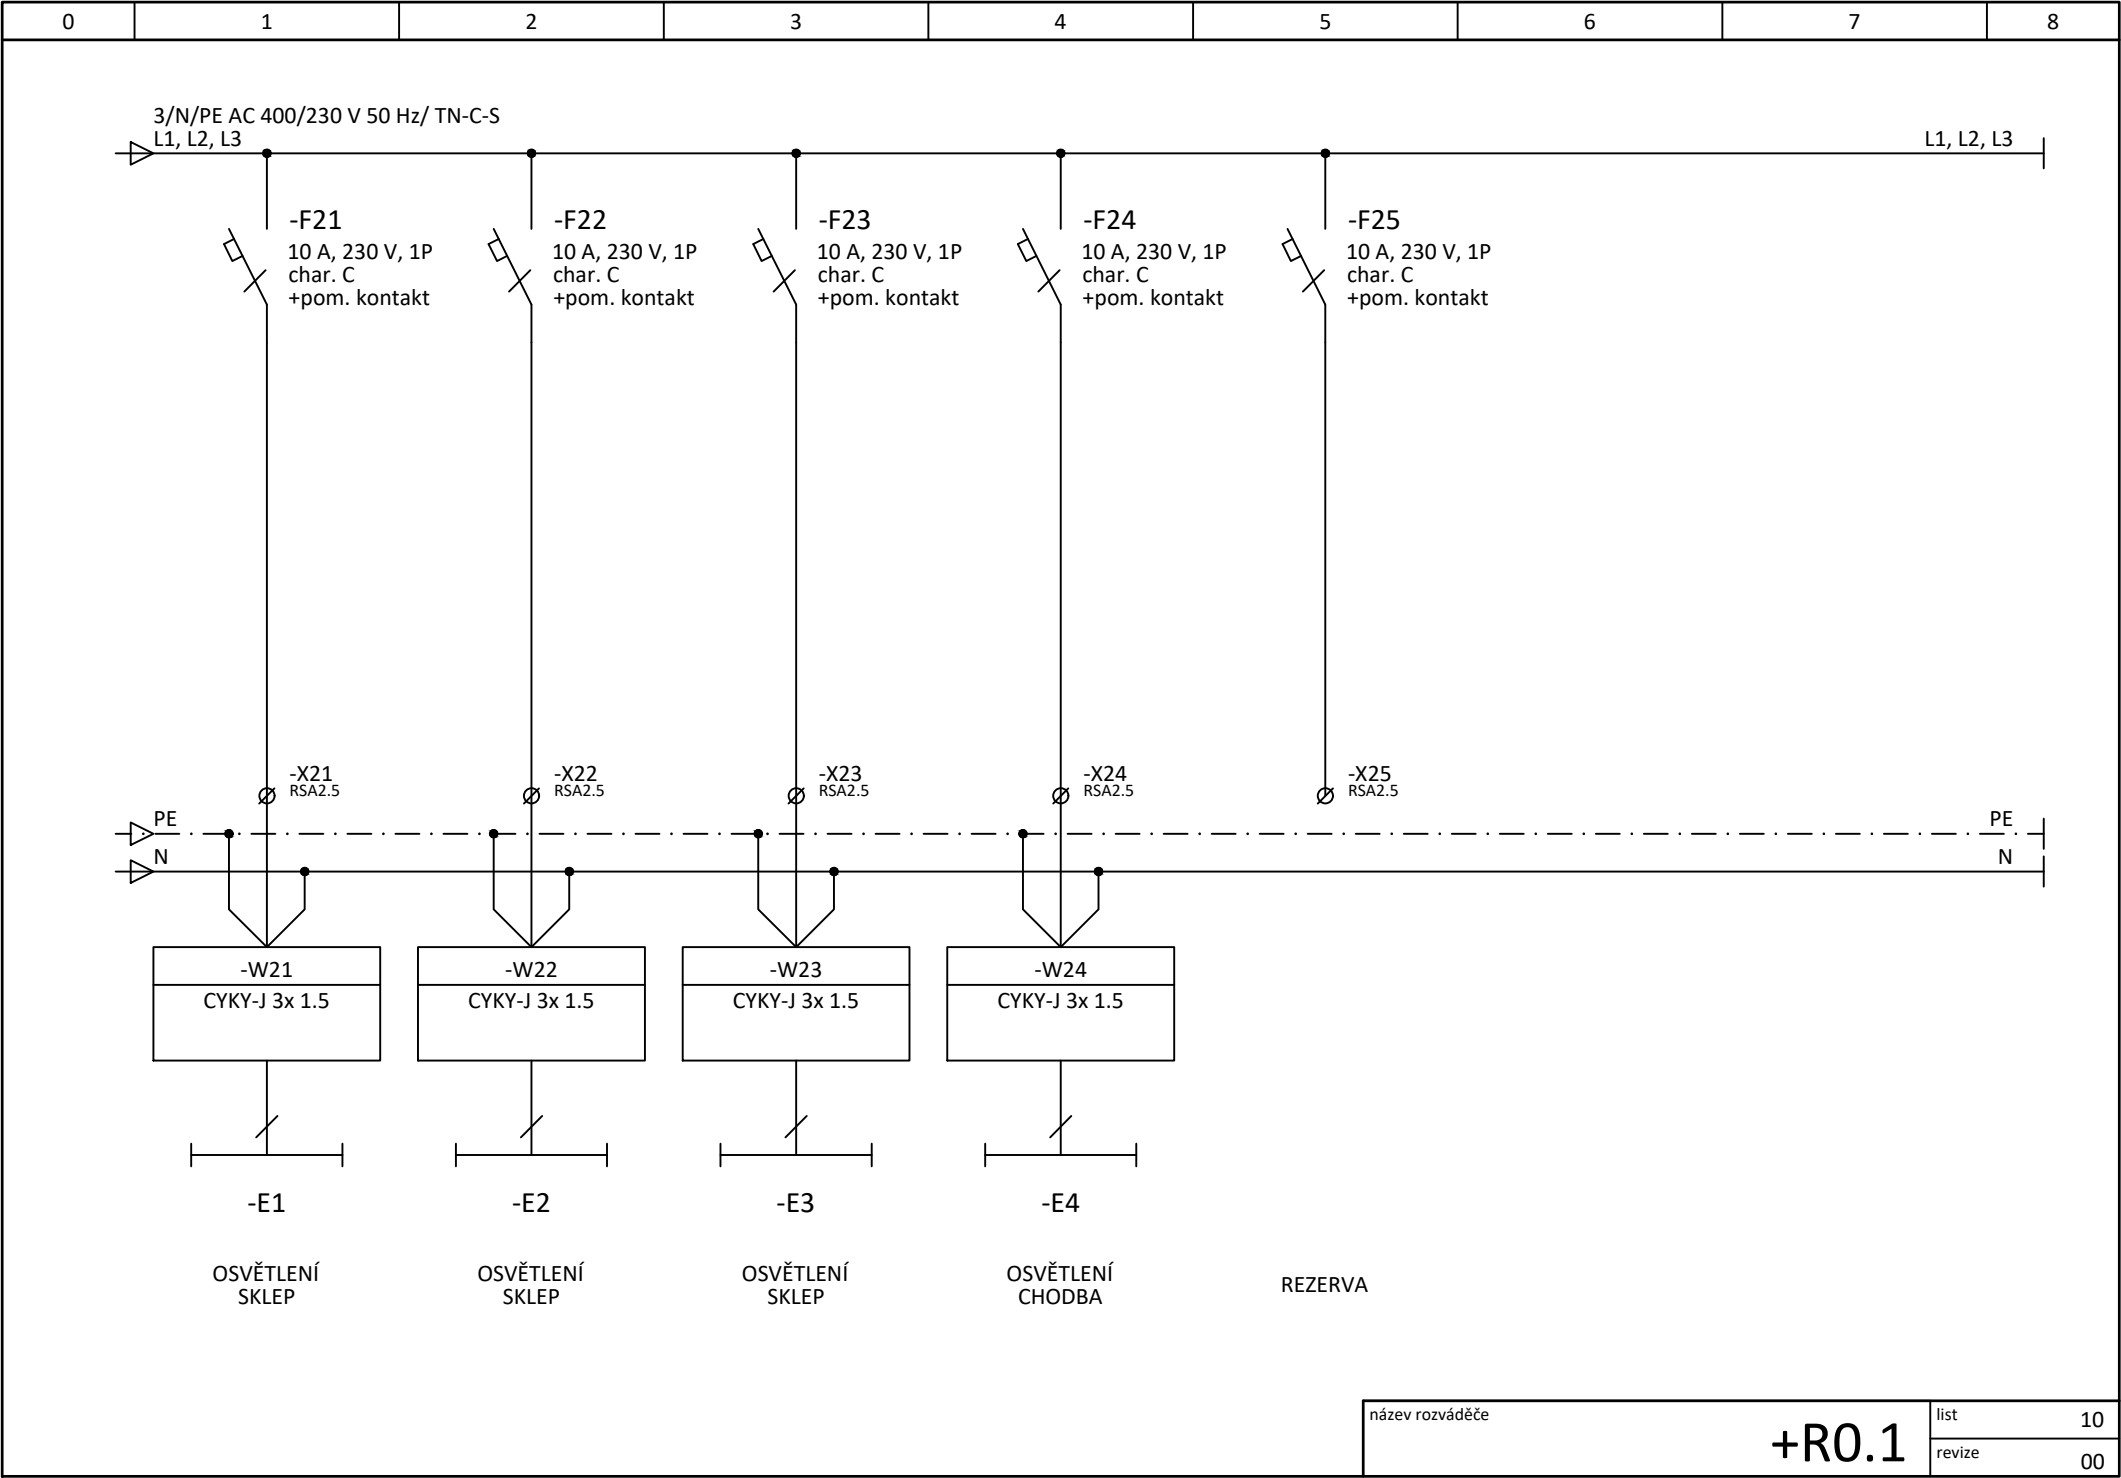 0 1 2 3 4 5 6 7 8
3/N/PE AC 400/230 V 50 Hz/ TN-C-S
L1, L2, L3 L1, L2, L3
-F21 -F22 -F23 -F24 -F25
10 A, 230 V, 1P 10 A, 230 V, 1P 10 A, 230 V, 1P 10 A, 230 V, 1P 10 A, 230 V, 1P
char. C char. C char. C char. C char. C
+pom. kontakt +pom. kontakt +pom. kontakt +pom. kontakt +pom. kontakt
-X21 -X22 -X23 -X24 -X25
RSA2.5 RSA2.5 RSA2.5 RSA2.5 RSA2.5
PE PE
N N
-W21 -W22 -W23 -W24
CYKY-J 3x 1.5 CYKY-J 3x 1.5 CYKY-J 3x 1.5 CYKY-J 3x 1.5
-E1 -E2 -E3 -E4
OSVĚTLENÍ OSVĚTLENÍ OSVĚTLENÍ OSVĚTLENÍ
SKLEP SKLEP SKLEP CHODBA
REZERVA
název rozváděče
+R0.1
list 10
revize 00